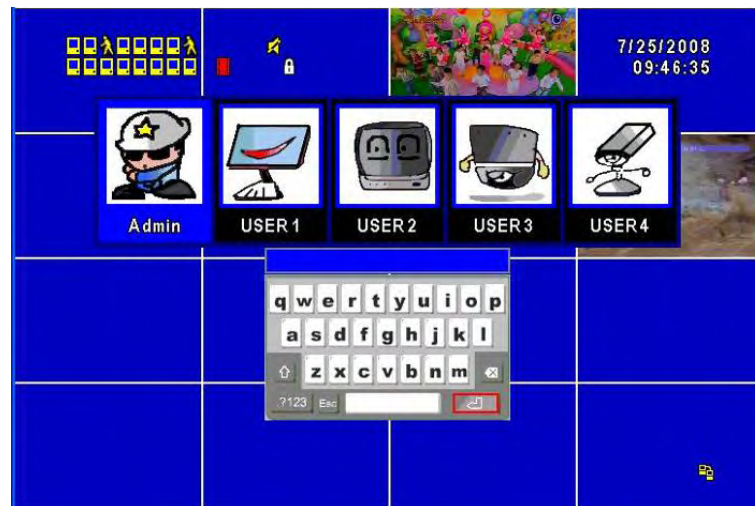 7/25/2008
09:46:35
Admin
USER1
USER2
USER3
USER4
q w e r t y u i o p
a s d f g h j k l
z x c v b n m
.?123 Esc